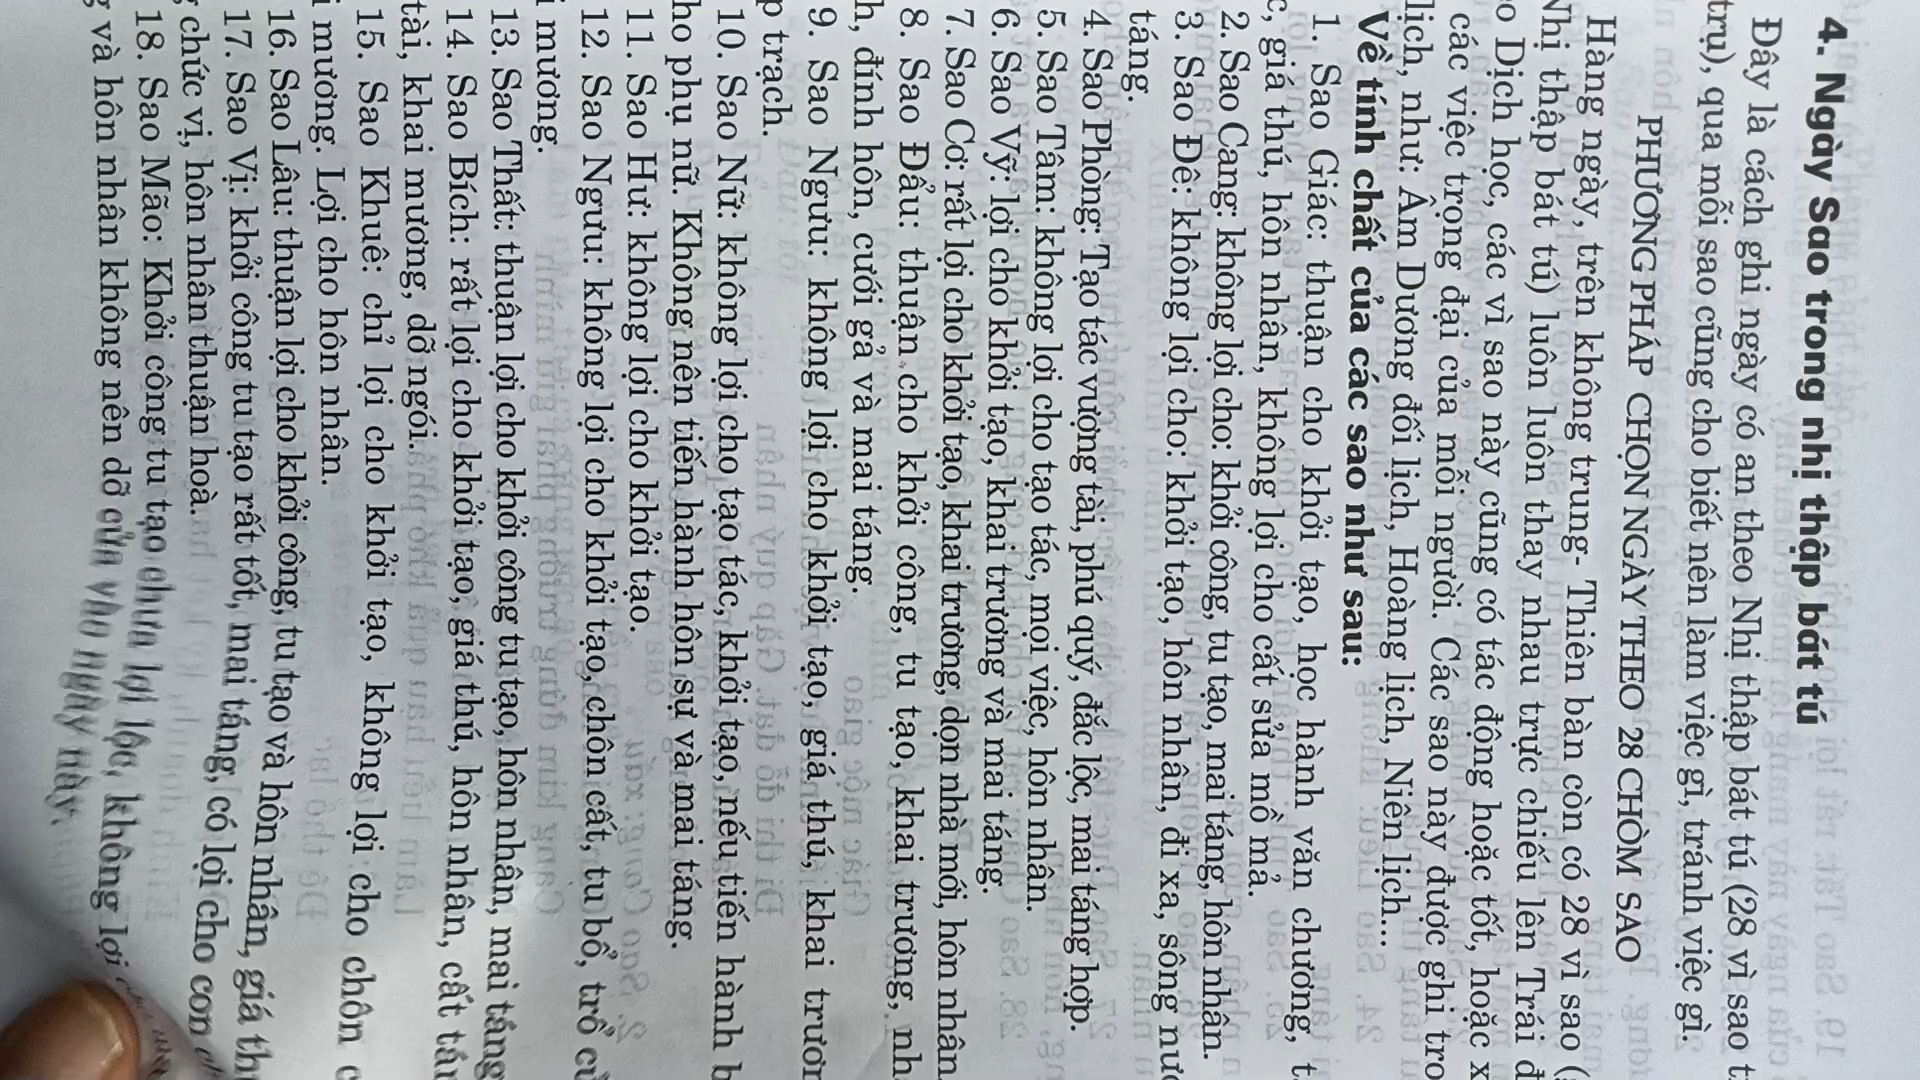 4. Ngày Sao trong nhị thập bát tú
Đây là cách ghi ngày có an theo Nhị thập bát tú (28 vì sao
trụ), qua mỗi sao cũng cho biết nên làm việc gì, tránh việc gì.
PHƯƠNG PHÁP CHỌN NGÀY THEO 28 CHÒM SAO
Hàng ngày, trên không trung- Thiên bàn còn có 28 vì sao
Nhị thập bát tú) luôn luôn thay nhau trực chiếu lên Trái
Dịch học, các vì sao này cũng có tác động hoặc tốt, hoặc
các việc trọng đại của mỗi người. Các sao này được ghi
lịch, như: Âm Dương đối lịch, Hoàng lịch, Niên lịch...
Về tính chất của các sao như sau:
1. Sao Giác: thuận cho khởi tạo, học hành văn chương,
giá thú, hôn nhân, không lợi cho cất sửa mồ mả.
2. Sao Cang: không lợi cho: khởi công, tu tạo, mai táng, hôn nhân.
3. Sao Đê: không lợi cho: khởi tạo, hôn nhân, đi xa, sông
táng.
4. Sao Phòng: Tạo tác vượng tài, phú quý, đắc lộc, mai táng hợp.
5. Sao Tâm: không lợi cho tạo tác, mọi việc, hôn nhân.
6. Sao Vỹ: lợi cho khởi tạo, khai trương và mai táng.
7. Sao Cơ: rất lợi cho khởi tạo, khai trương, dọn nhà mới, hôn nhân
8. Sao Đẩu: thuận cho khởi công, tu tạo, khai trương,
đính hôn, cưới gả và mai táng.
9. Sao Ngưu: không lợi cho khởi tạo, giá thú, khai
trạch.
10. Sao Nữ: không lợi cho tạo tác, khởi tạo, nếu tiến hành
phụ nữ. Không nên tiến hành hôn sự và mai táng.
11. Sao Hư: không lợi cho khởi tạo.
12. Sao Ngưu: không lợi cho khởi tạo, chôn cất, tu bổ, trổ
mương.
13. Sao Thất: thuận lợi cho khởi công tu tạo, hôn nhân, mai táng
14. Sao Bích: rất lợi cho khởi tạo, giá thú, hôn nhân, cất
tài, khai mương, dỡ ngói.
15. Sao Khuê: chỉ lợi cho khởi tạo, không lợi cho chôn
mương. Lợi cho hôn nhân.
16. Sao Lâu: thuận lợi cho khởi công, tu tạo và hôn nhân, giá
17. Sao Vị: khởi công tu tạo rất tốt, mai táng, có lợi cho con
chức vị, hôn nhân thuận hoà.
18. Sao Mão: Khởi công tu tạo chưa lợi lộc, không lợi
và hôn nhân không nên dỡ cửa vào ngày này.